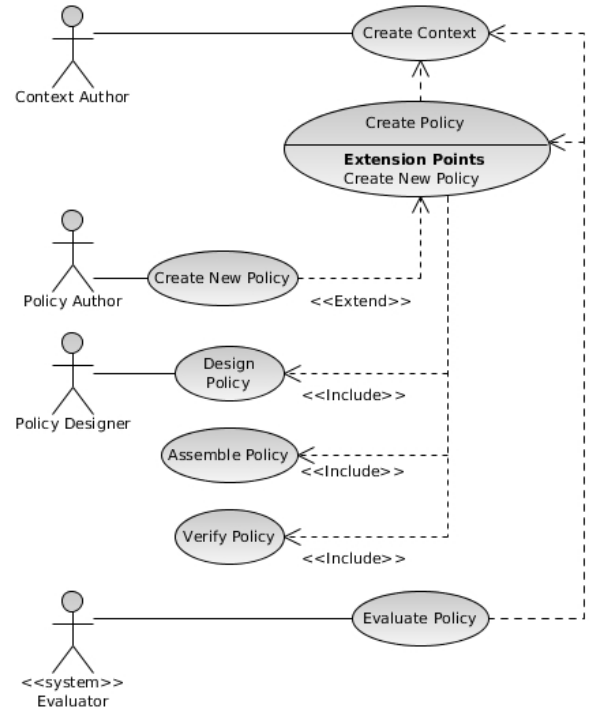 Create Context
Context Author
Create Policy
Extension Points
Create New Policy
Create New Policy
Policy Author
<<Extend>>
Design
Policy
<<Include>>
Policy Designer
Assemble Policy
<<Include>>
Verify Policy
<<Include>>
Evaluate Policy
<<system>>
Evaluator